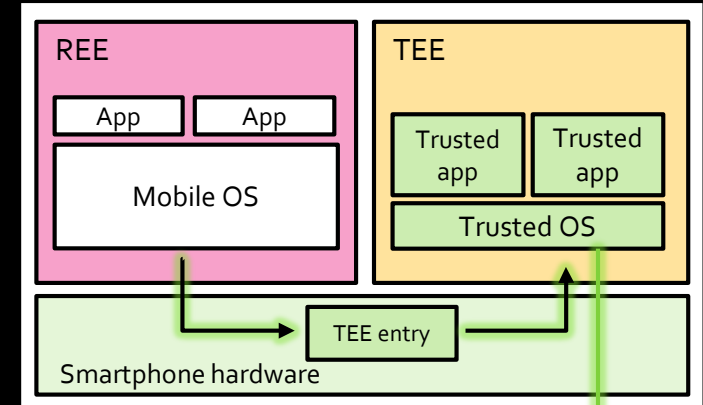 REE
App
App
Mobile OS
TEE
Trusted
app
Trusted
app
Trusted OS
TEE entry
Smartphone hardware